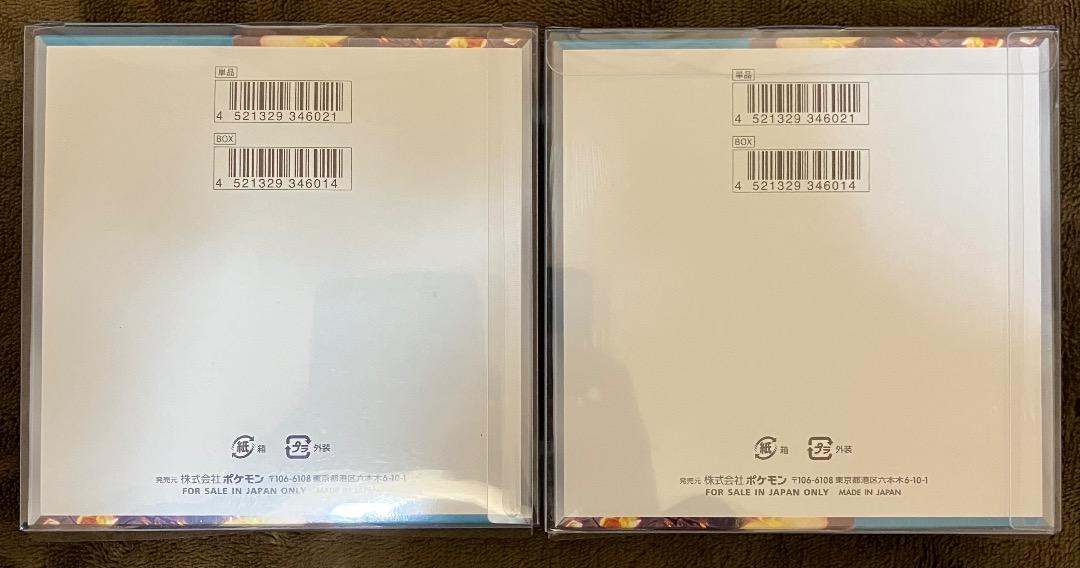 単品
4 521329 346021
BOX
4 521329 346014
紙 箱 プラ 外装
発売元 株式会社ポケモン 〒106-6108 東京都港区六本木6-10-1
FOR SALE IN JAPAN ONLY MADE IN JAPAN
単品
4 521329 346021
BOX
4 521329 346014
紙 箱 プラ 外装
発売元 株式会社ポケモン 〒106-6108 東京都港区六本木6-10-1
FOR SALE IN JAPAN ONLY MADE IN JAPAN